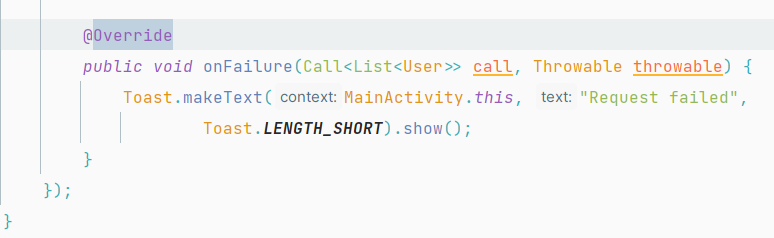 @Override
public void onFailure(Call<List<User>> call, Throwable throwable) {
Toast.makeText( context: MainActivity.this, text: "Request failed",
Toast.LENGTH_SHORT).show();
}
});
}